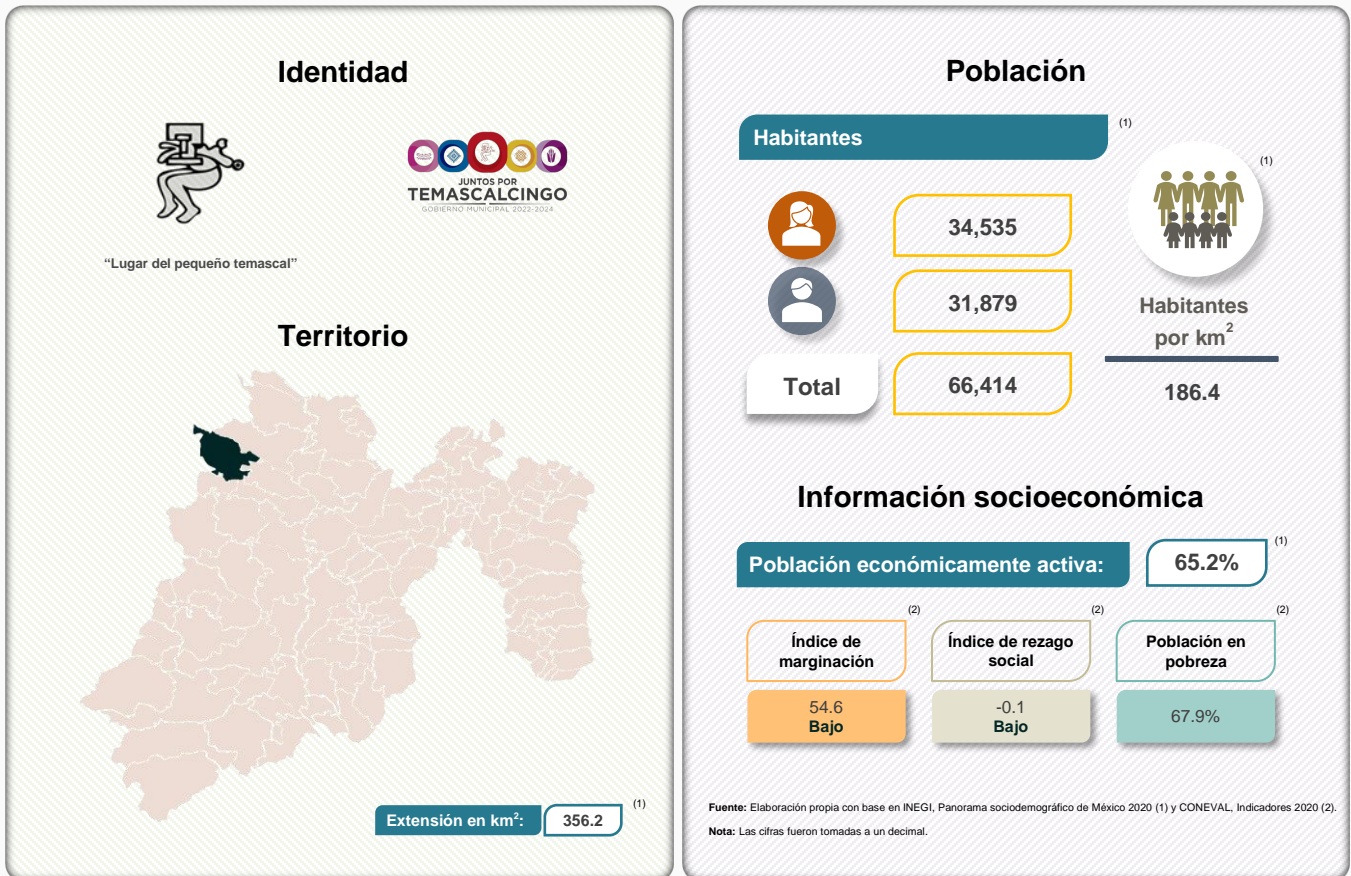 Identidad
JUNTOS POR
TEMASCALCINGO
GOBIERNO MUNICIPAL 2022-2024
“Lugar del pequeño temascal”
Territorio
Extensión en km²:
356.2
(1)
Población
Habitantes
(1)
34,535
31,879
Total
66,414
(1)
Habitantes
por km²
186.4
Información socioeconómica
Población económicamente activa:
65.2%
(1)
(2)
Índice de
marginación
54.6
Bajo
(2)
Índice de rezago
social
-0.1
Bajo
(2)
Población en
pobreza
67.9%
Fuente: Elaboración propia con base en INEGI, Panorama sociodemográfico de México 2020 (1) y CONEVAL, Indicadores 2020 (2).
Nota: Las cifras fueron tomadas a un decimal.